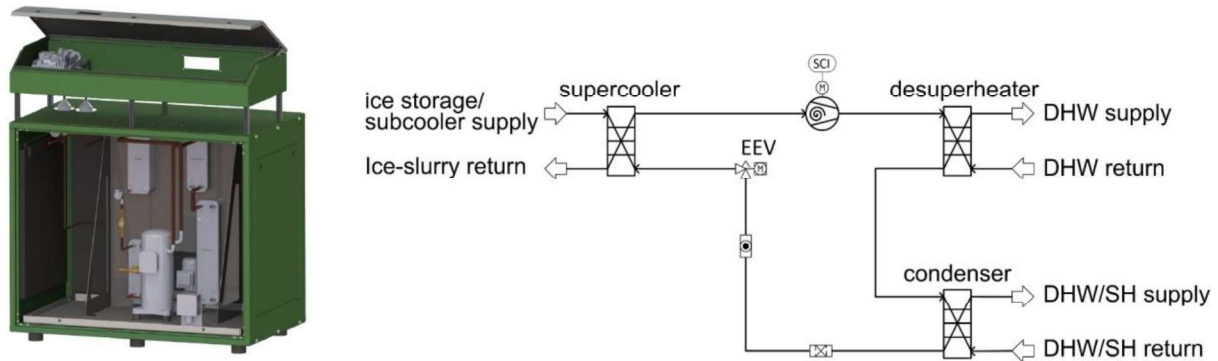 SCI
M
supercooler
desuperheater
ice storage/
subcooler supply
DHW supply
EEV
M
Ice-slurry return
DHW return
condenser
DHW/SH supply
DHW/SH return